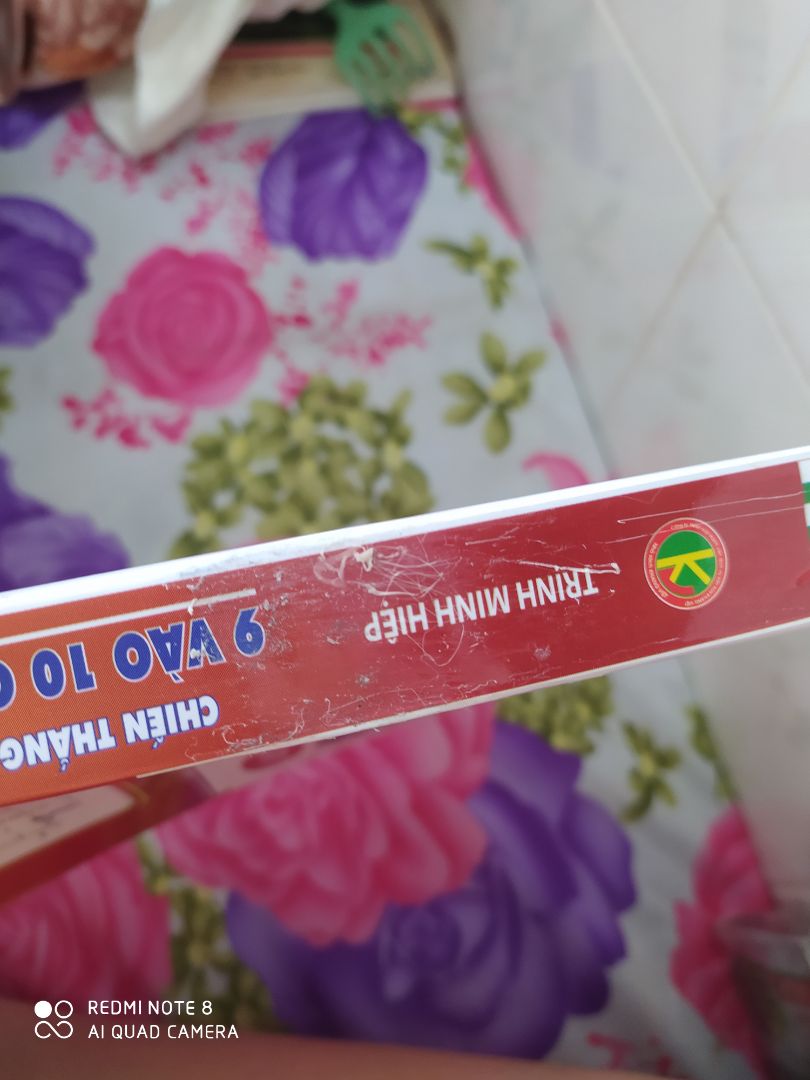 CHIẾN THẮNG
9 VÀO 10
TRỊNH MINH HIỆP
REDMI NOTE 8
AI QUAD CAMERA